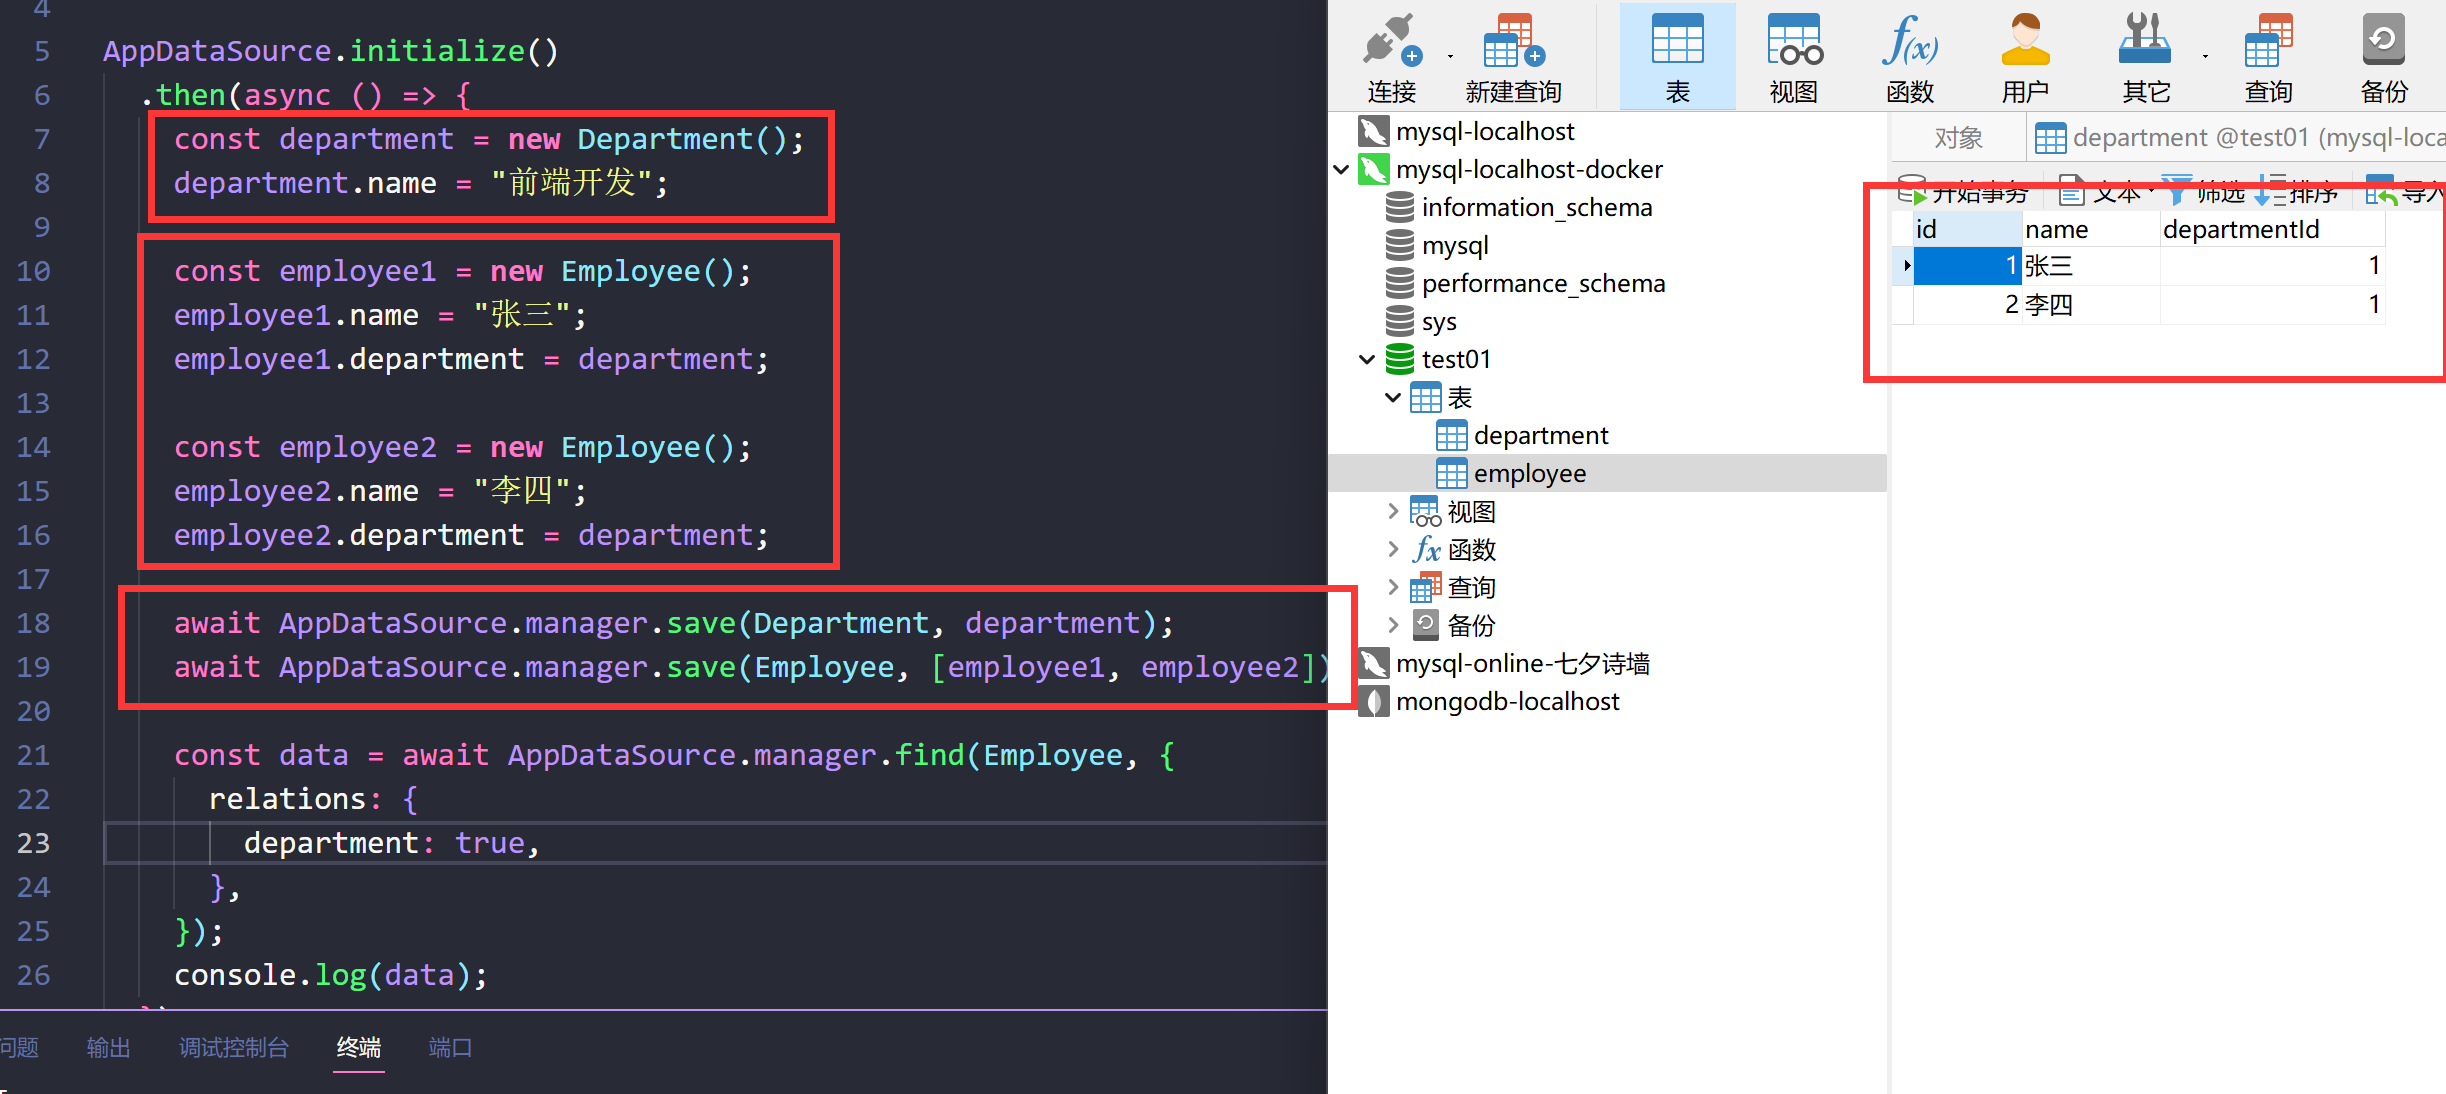 4
5 AppDataSource.initialize()
6 .then(async () => {
7 const department = new Department();
8 department.name = "前端开发";
9
10 const employee1 = new Employee();
11 employee1.name = "张三";
12 employee1.department = department;
13
14 const employee2 = new Employee();
15 employee2.name = "李四";
16 employee2.department = department;
17
18 await AppDataSource.manager.save(Department, department);
19 await AppDataSource.manager.save(Employee, [employee1, employee2])
20
21 const data = await AppDataSource.manager.find(Employee, {
22 relations: {
23 department: true,
24 },
25 });
26 console.log(data);
问题 输出 调试控制台 终端 端口
连接 新建查询 表 视图 函数 用户 其它 查询 备份
mysql-localhost
mysql-localhost-docker
information_schema
mysql
performance_schema
sys
test01
表
department
employee
视图
函数
查询
备份
mysql-online-七夕诗墙
mongodb-localhost
对象 department @test01 (mysql-loca
开始事务 文本 筛选 排序 导入
id name departmentId
1 张三 1
2 李四 1